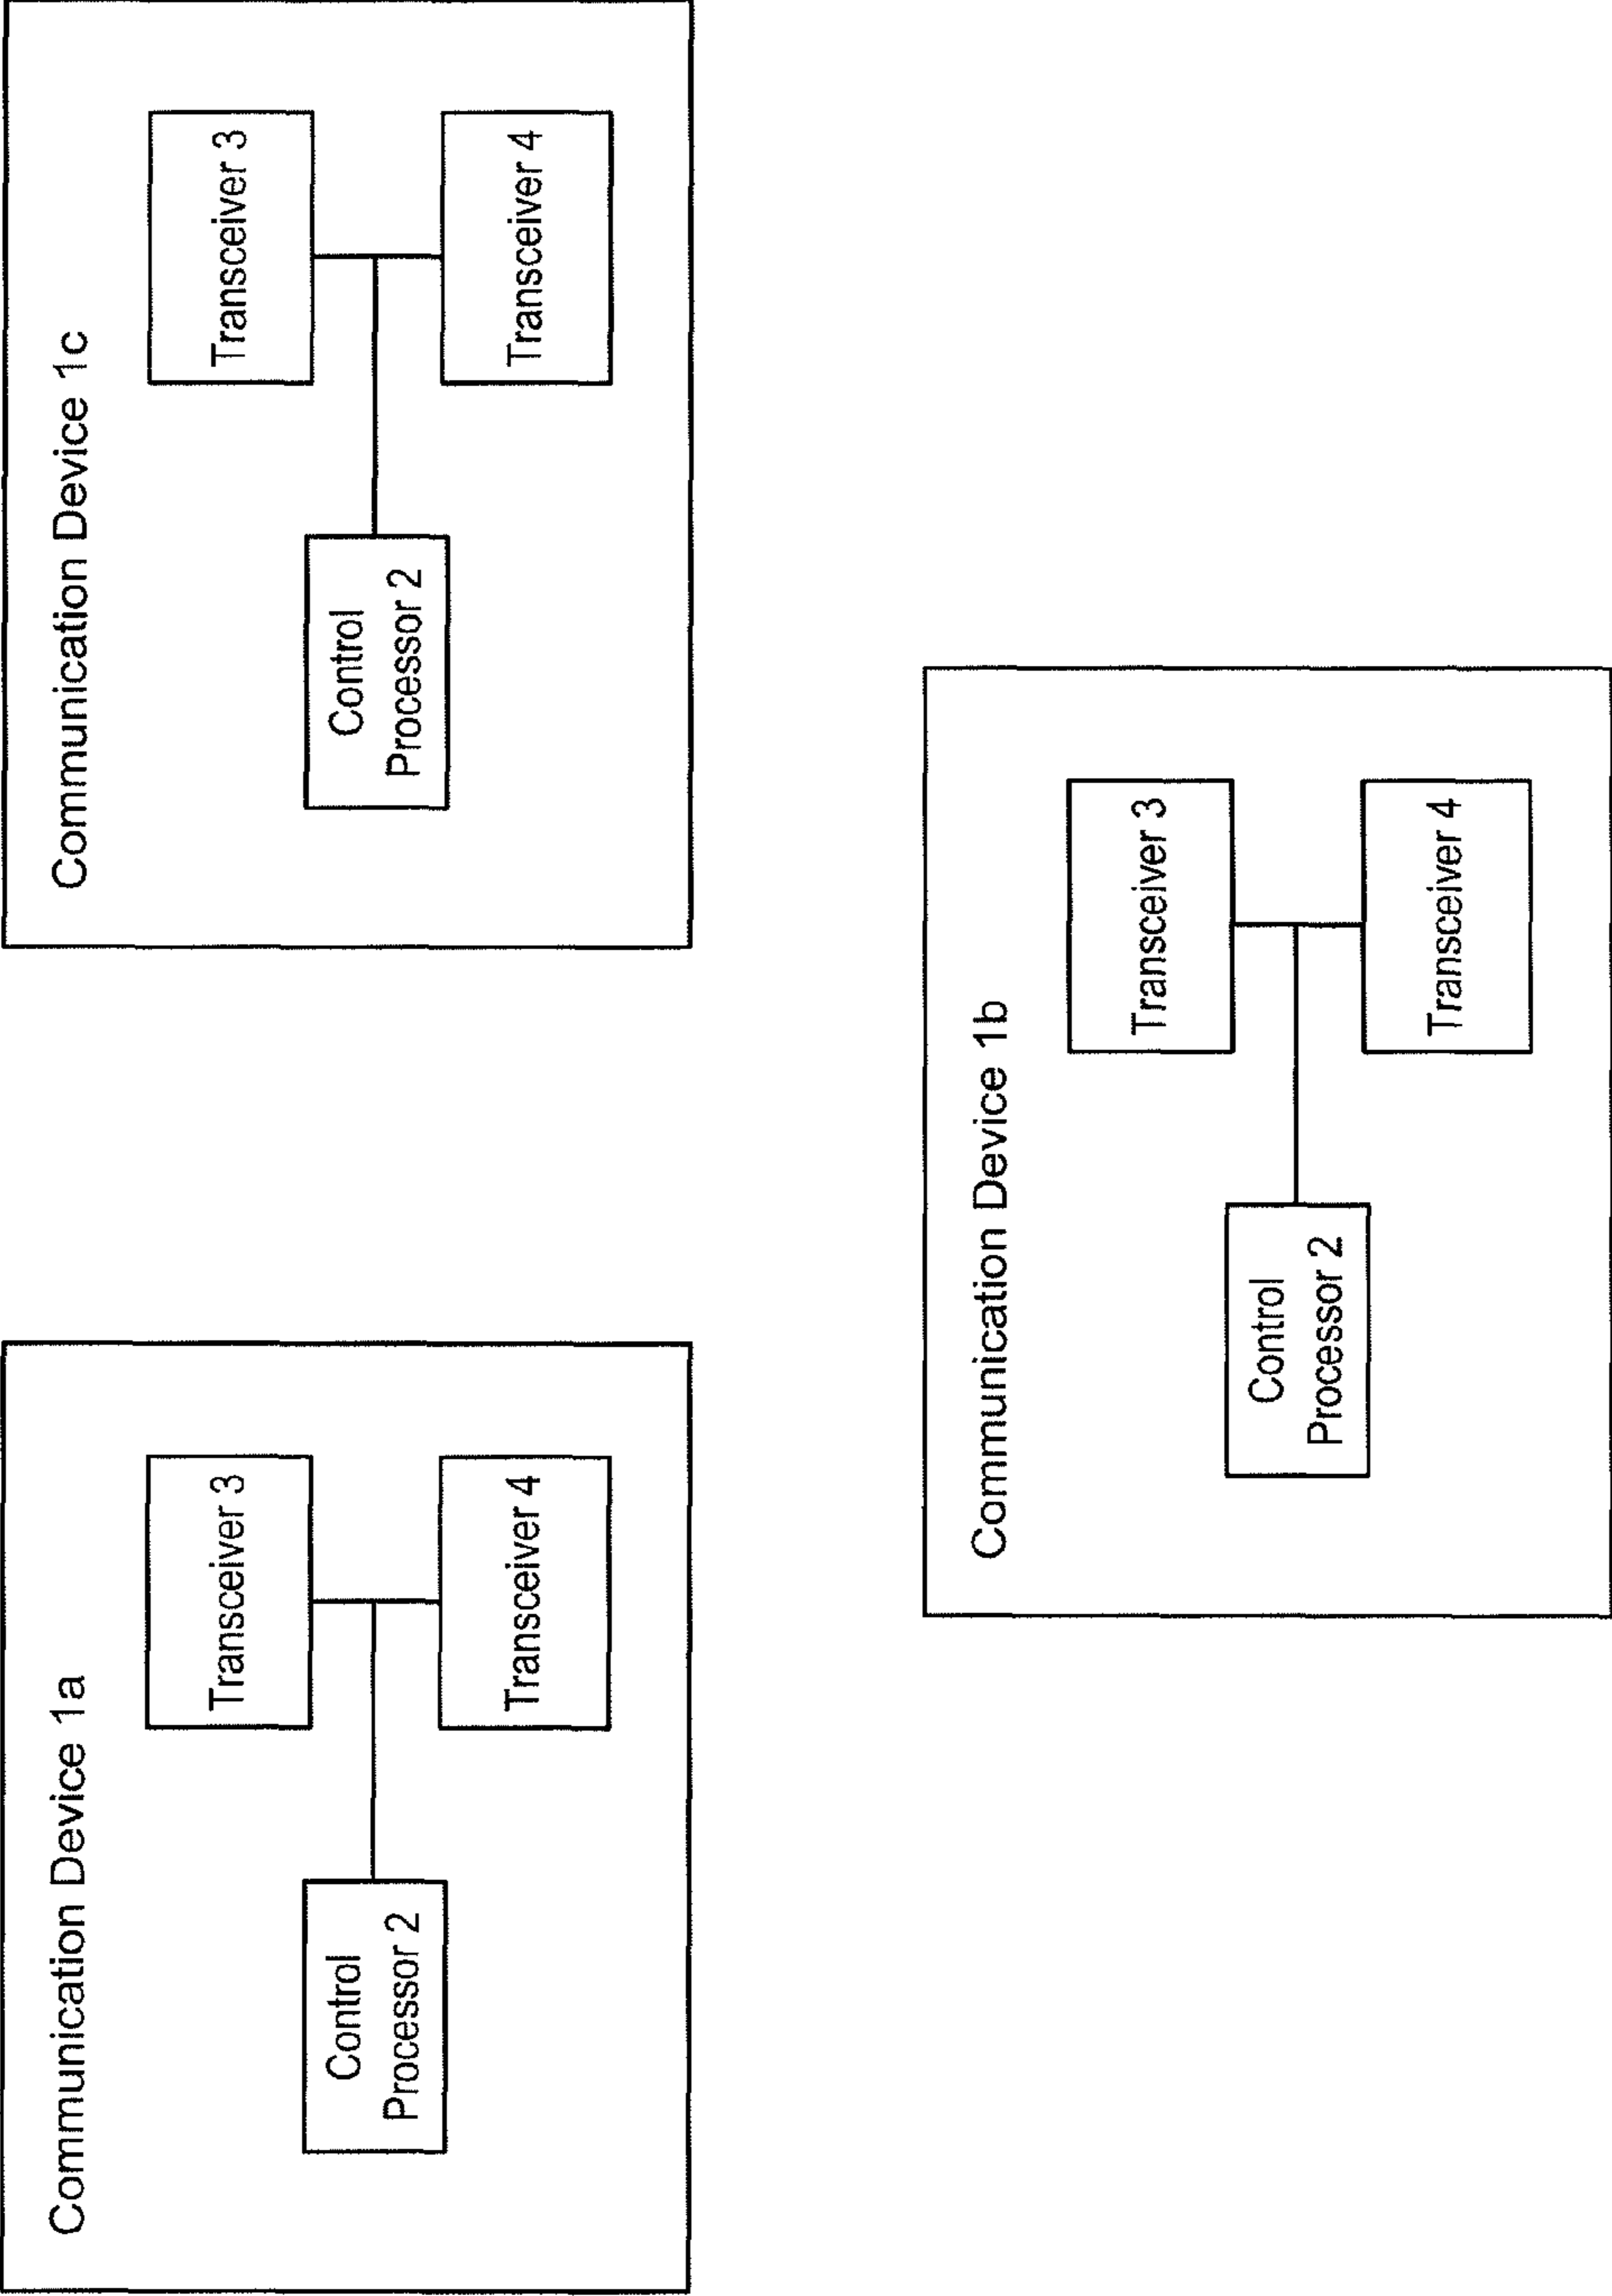 Communication Device 1a
Transceiver 3
Control
Processor 2
Transceiver 4
Communication Device 1c
Transceiver 3
Control
Processor 2
Transceiver 4
Communication Device 1b
Transceiver 3
Control
Processor 2
Transceiver 4